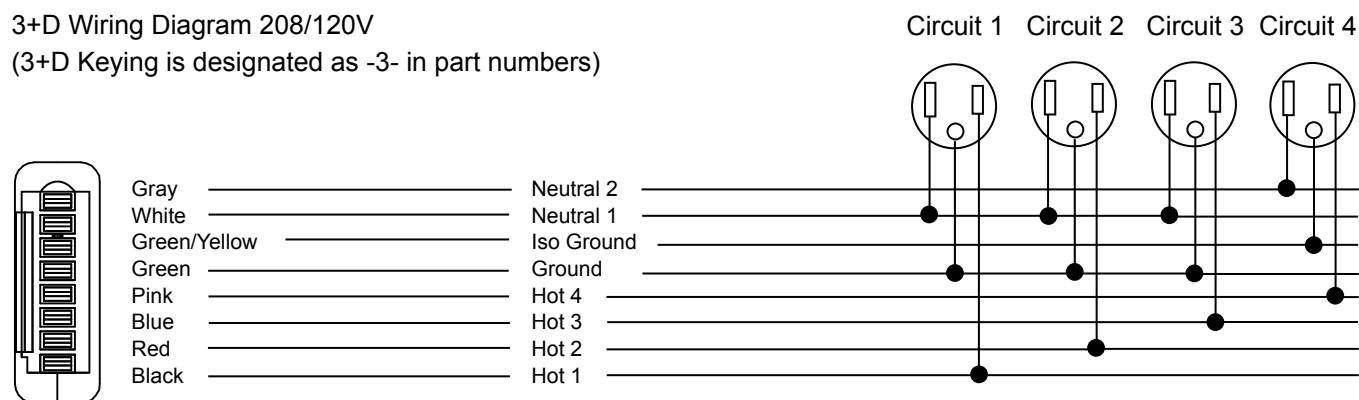 3+D Wiring Diagram 208/120V
(3+D Keying is designated as -3- in part numbers)
Circuit 1 Circuit 2 Circuit 3 Circuit 4
Gray Neutral 2
White Neutral 1
Green/Yellow Iso Ground
Green Ground
Pink Hot 4
Blue Hot 3
Red Hot 2
Black Hot 1